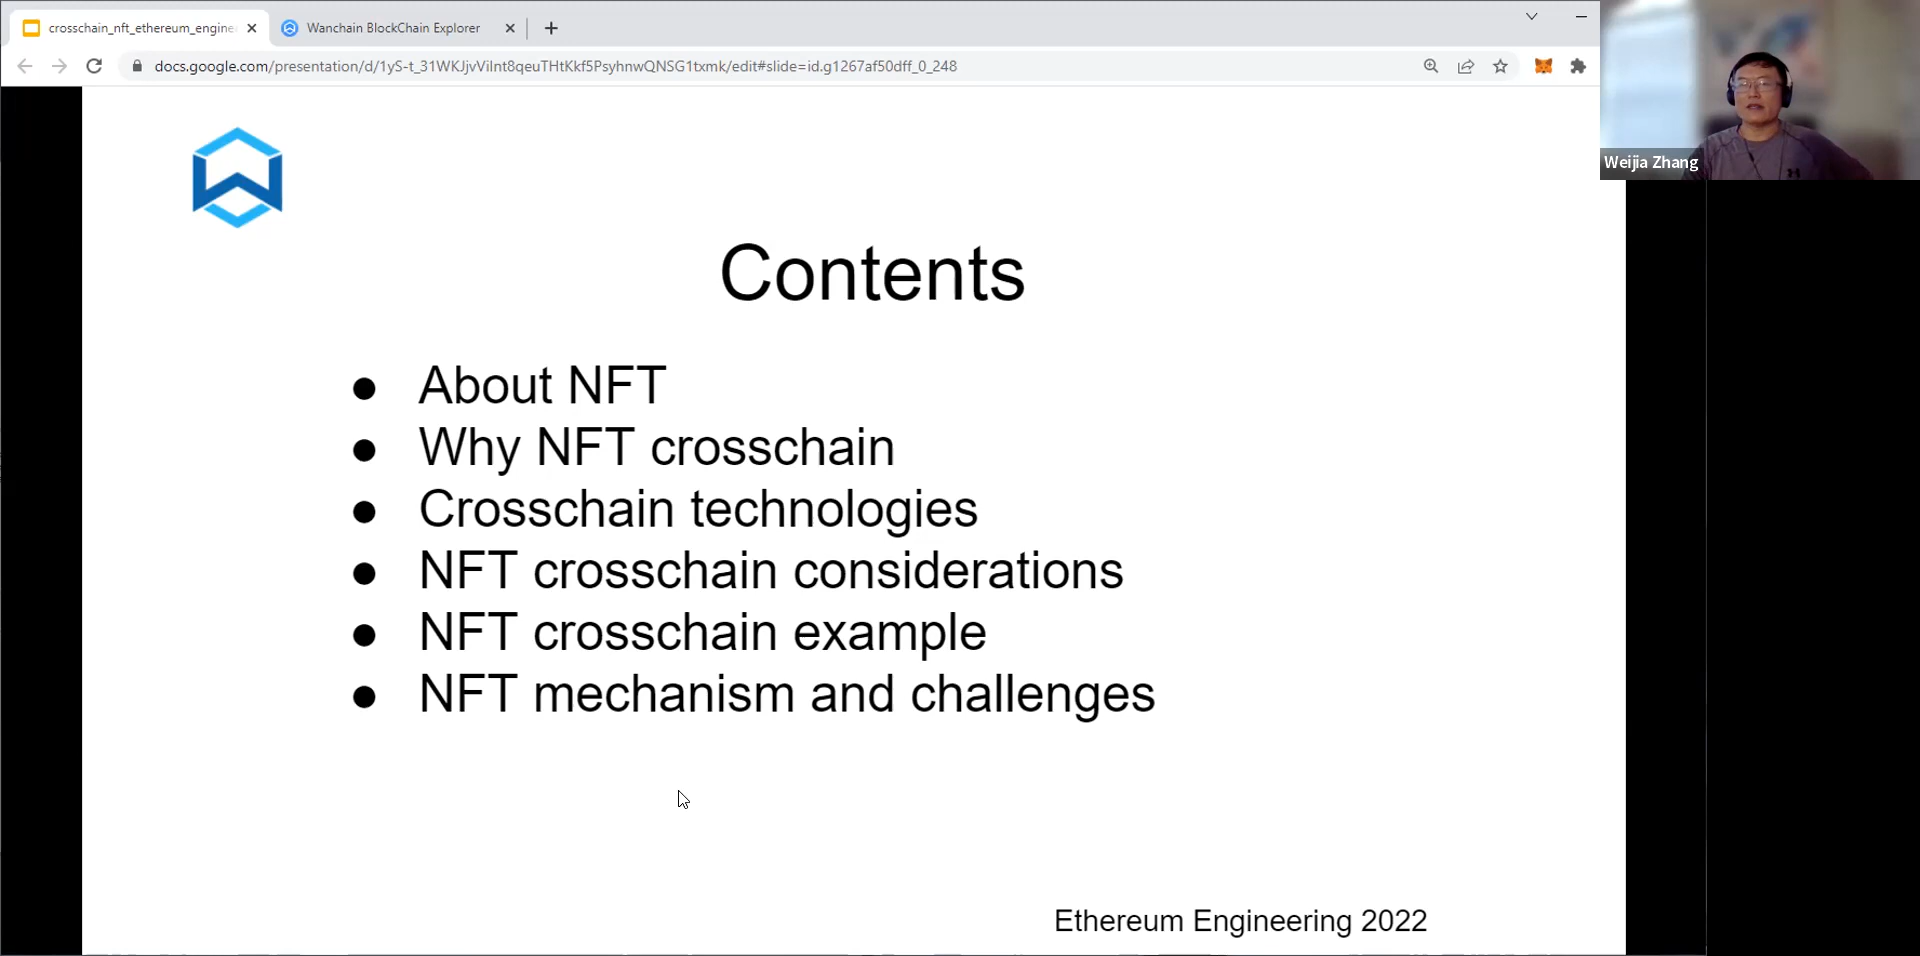 crosschain_nft_ethereum_engine
Wanchain BlockChain Explorer
docs.google.com/presentation/d/1yS-t_31WKJjvViInt8qeuTHtKkf5PsyhnwQNSG1txmk/edit#slide=id.g1267af50dff_0_248
Weijia Zhang
Contents
● About NFT
● Why NFT crosschain
● Crosschain technologies
● NFT crosschain considerations
● NFT crosschain example
● NFT mechanism and challenges
Ethereum Engineering 2022